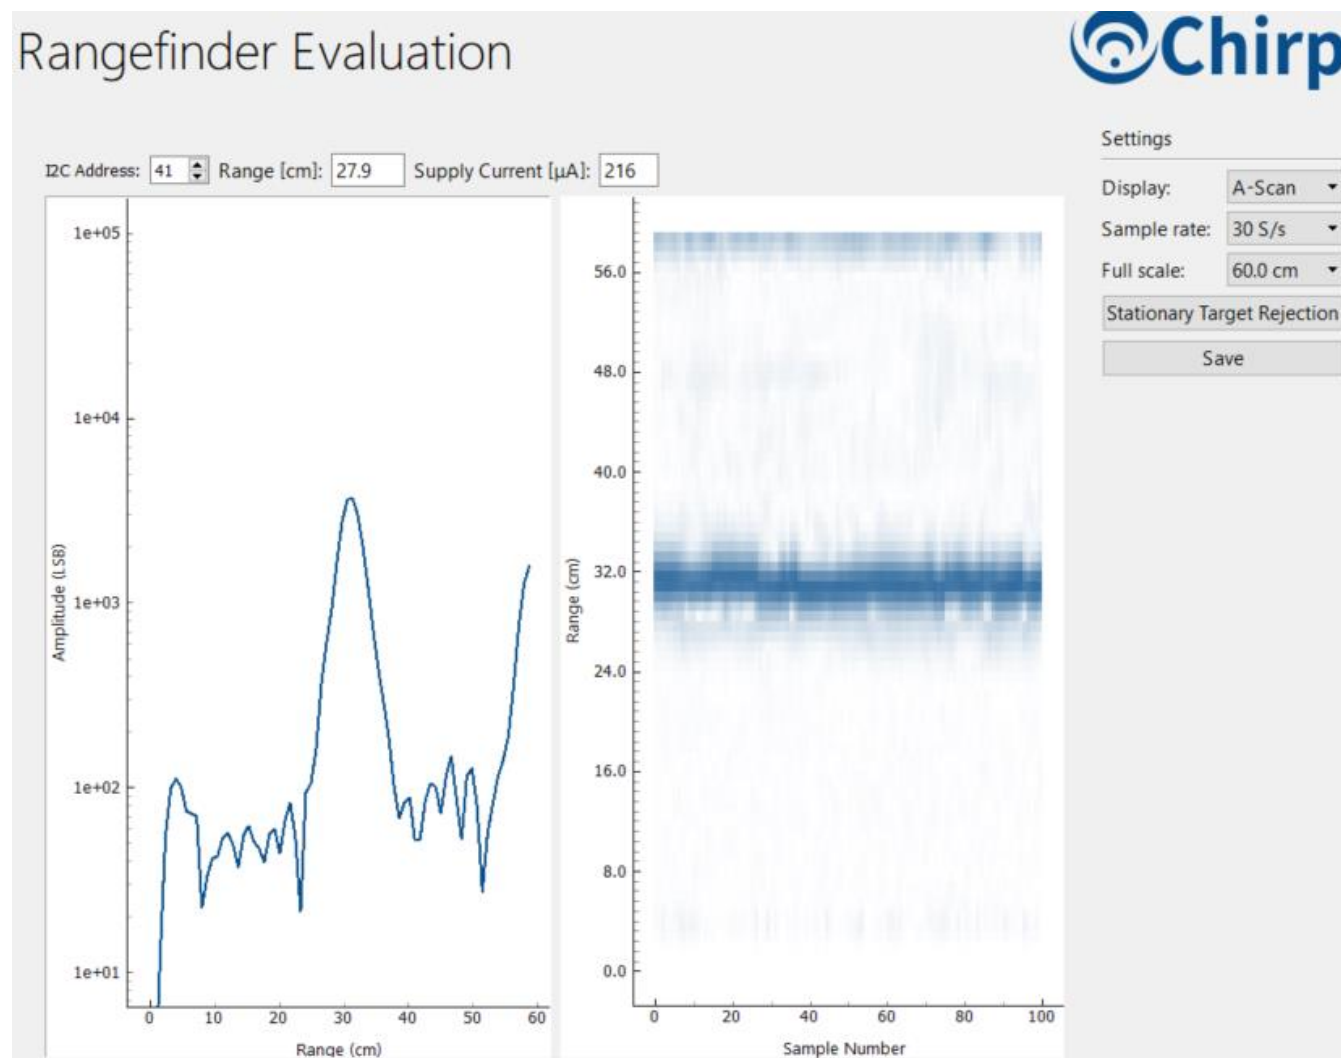 Rangefinder Evaluation
Chirp
I2C Address: 41 Range [cm]: 27.9 Supply Current [µA]: 216
Settings
Display: A-Scan
Sample rate: 30 S/s
Full scale: 60.0 cm
Stationary Target Rejection
Save
1e+05
1e+04
1e+03
1e+02
1e+01
Amplitude (LSB)
0 10 20 30 40 50 60
Range (cm)
56.0
48.0
40.0
32.0
24.0
16.0
8.0
0.0
Range (cm)
0 20 40 60 80 100
Sample Number